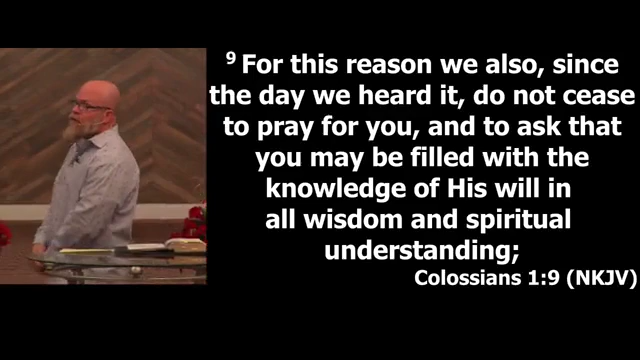 9 For this reason we also, since
the day we heard it, do not cease
to pray for you, and to ask that
you may be filled with the
knowledge of His will in
all wisdom and spiritual
understanding;
Colossians 1:9 (NKJV)